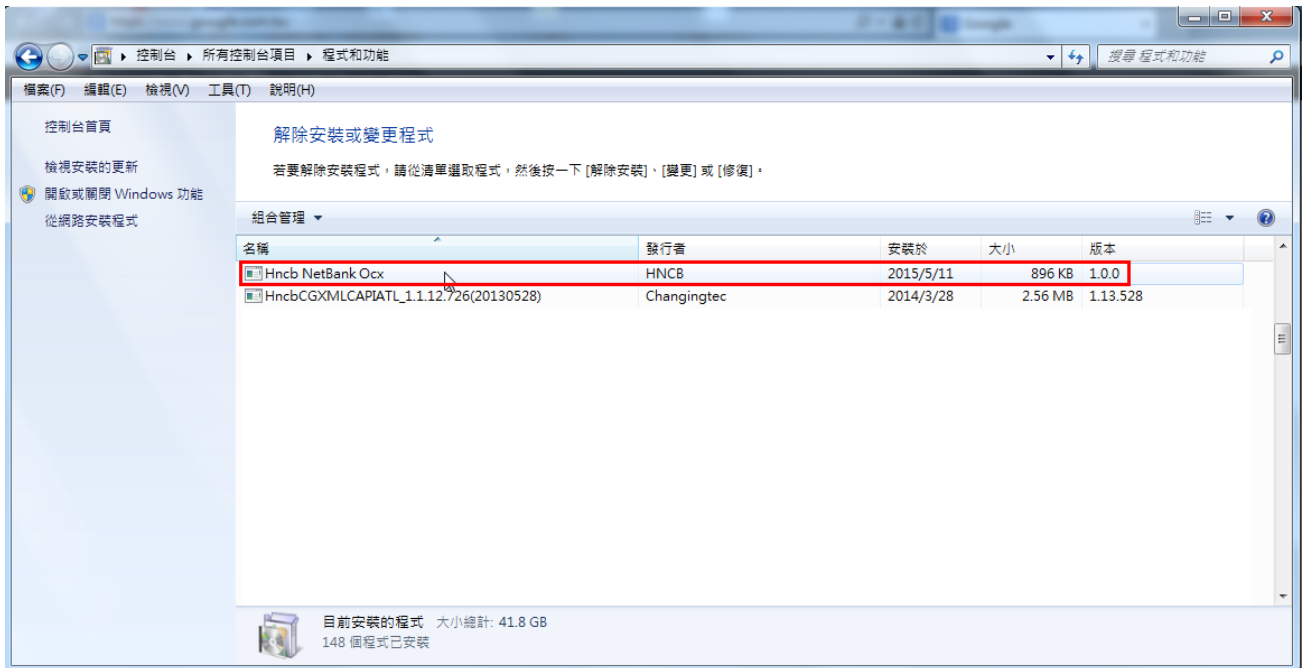 控制台 ▸ 所有控制台項目 ▸ 程式和功能
搜尋 程式和功能
檔案(F) 編輯(E) 檢視(V) 工具(T) 說明(H)
控制台首頁
檢視安裝的更新
開啟或關閉 Windows 功能
從網路安裝程式
解除安裝或變更程式
若要解除安裝程式，請從清單選取程式，然後按一下 [解除安裝]、[變更] 或 [修復]。
組合管理
名稱 發行者 安裝於 大小 版本
Hncb NetBank Ocx HNCB 2015/5/11 896 KB 1.0.0
HncbCGXMLCAPIATL_1.1.12.726(20130528) Changingtec 2014/3/28 2.56 MB 1.13.528
目前安裝的程式 大小總計: 41.8 GB
148 個程式已安裝